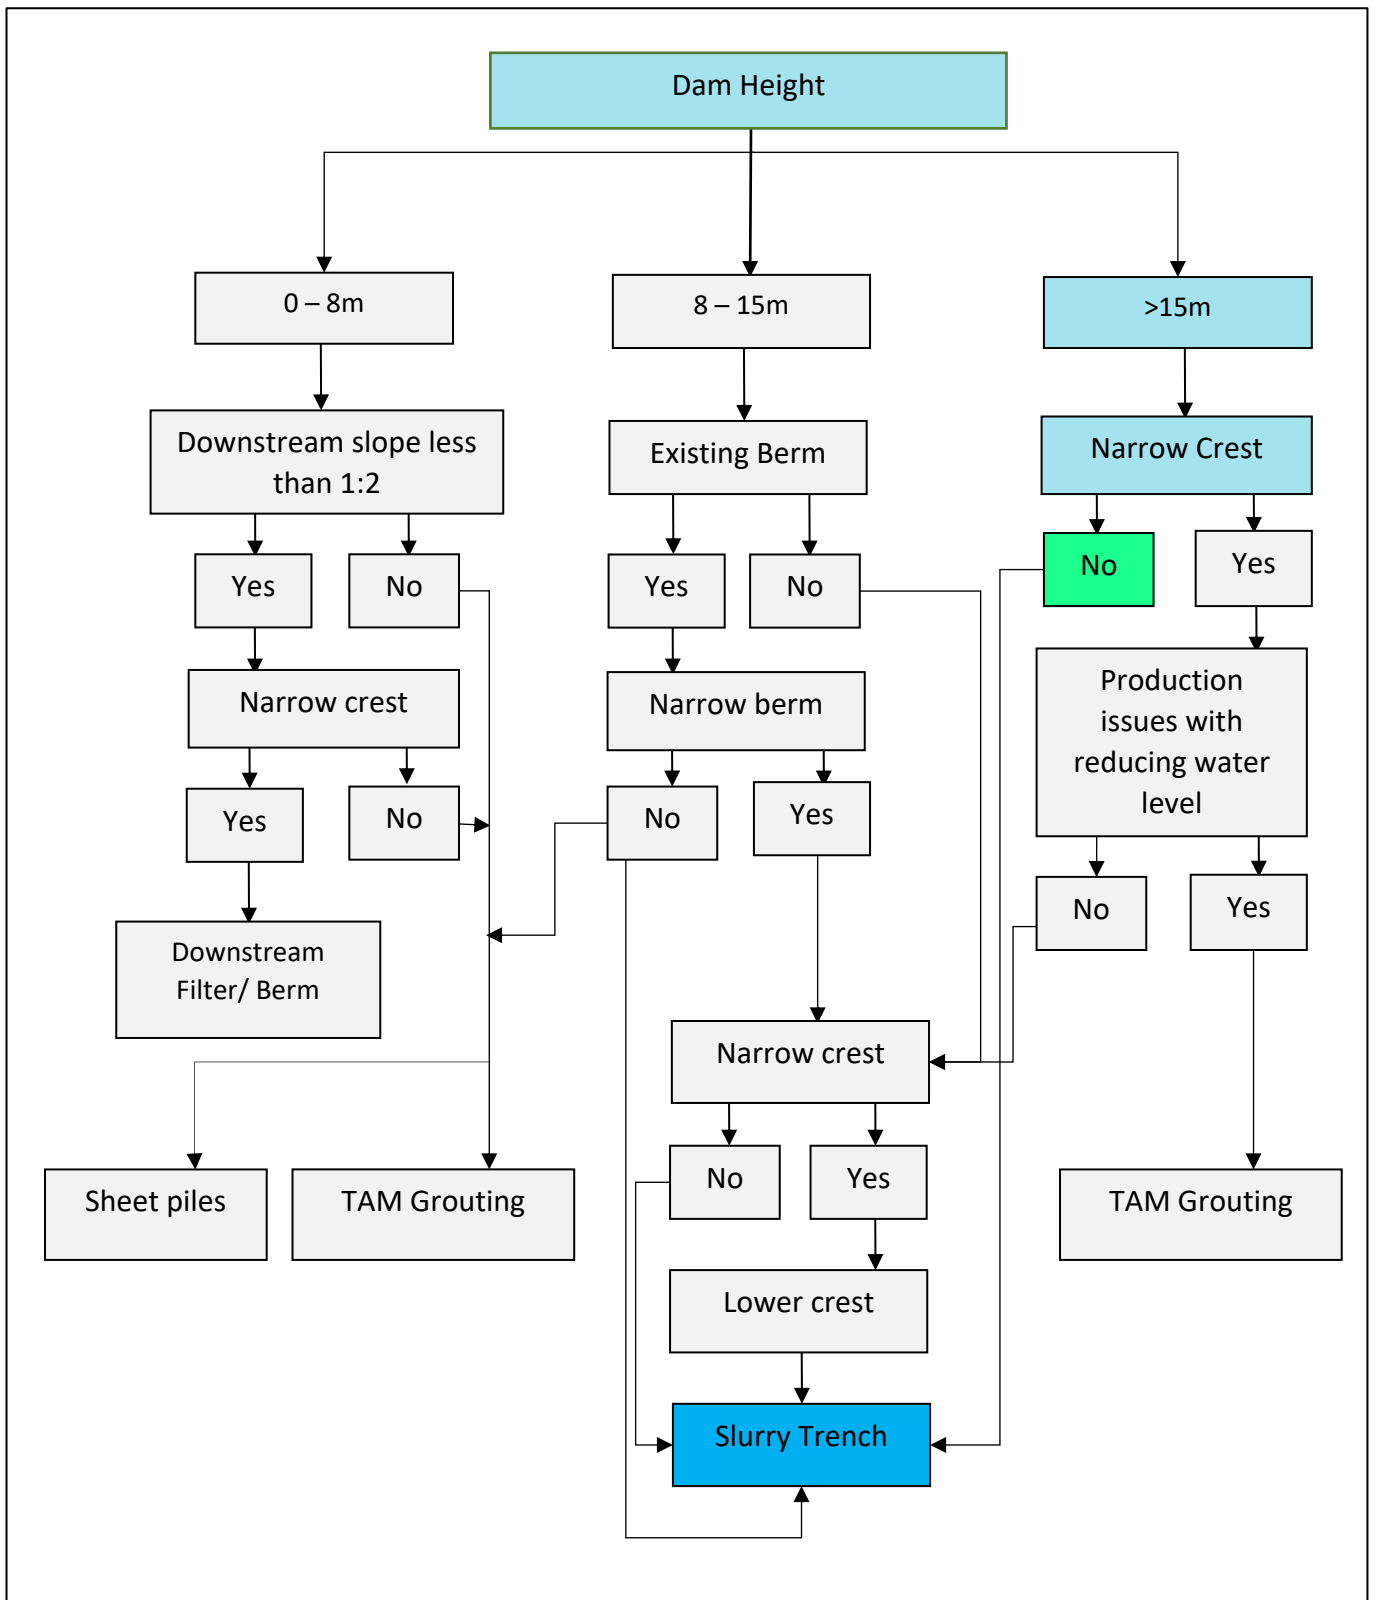 Dam Height
0 – 8m
8 – 15m
>15m
Downstream slope less
than 1:2
Existing Berm
Narrow Crest
Yes
No
Yes
No
No
Yes
Narrow crest
Narrow berm
Production
issues with
reducing water
level
Yes
No
No
Yes
No
Yes
Downstream
Filter/ Berm
Narrow crest
No
Yes
Sheet piles
TAM Grouting
TAM Grouting
Lower crest
Slurry Trench